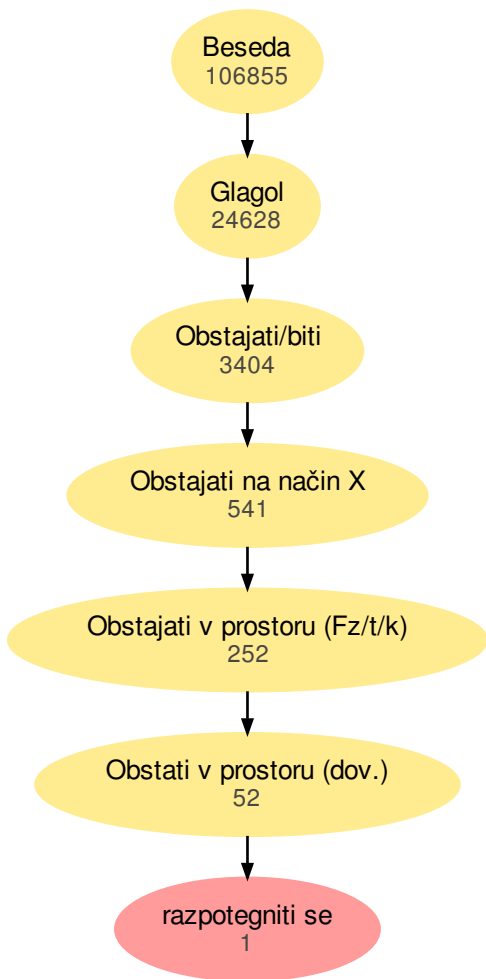 Beseda
106855
Glagol
24628
Obstajati/biti
3404
Obstajati na način X
541
Obstajati v prostoru (Fz/t/k)
252
Obstati v prostoru (dov.)
52
razpotegniti se
1